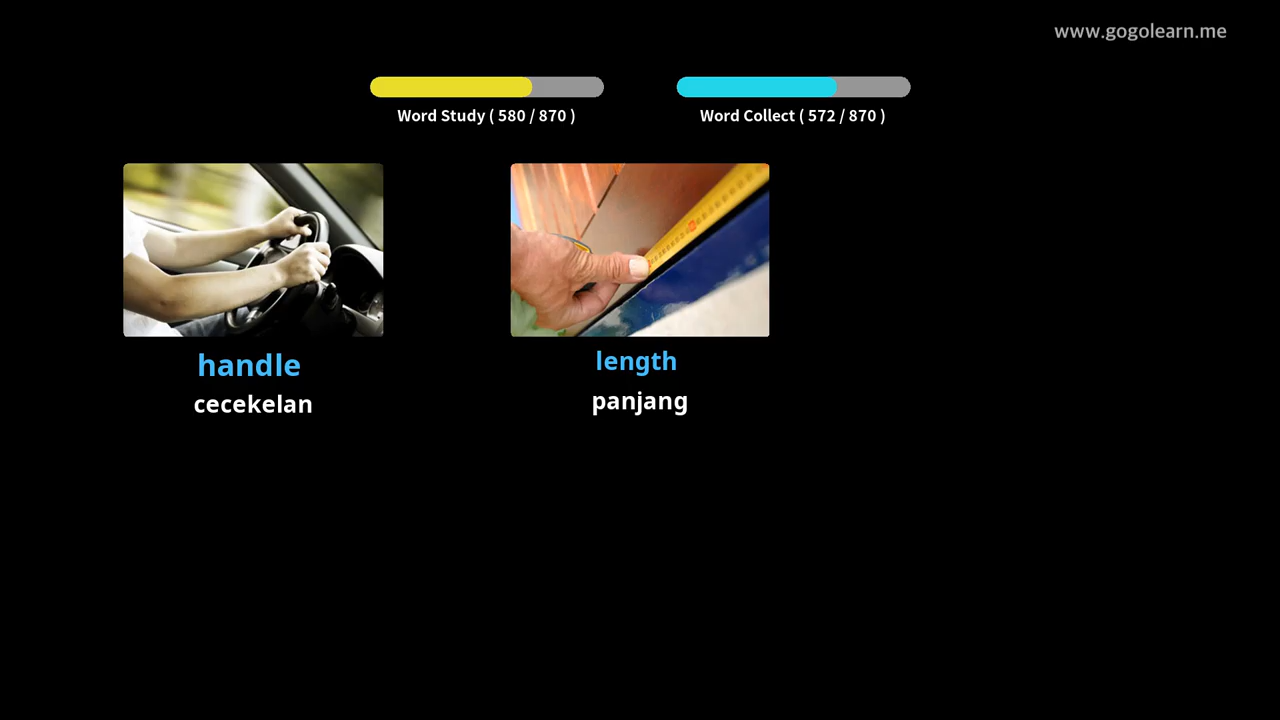 www.gogolearn.me
Word Study ( 580 / 870 )
Word Collect ( 572 / 870 )
handle
cecekelan
length
panjang